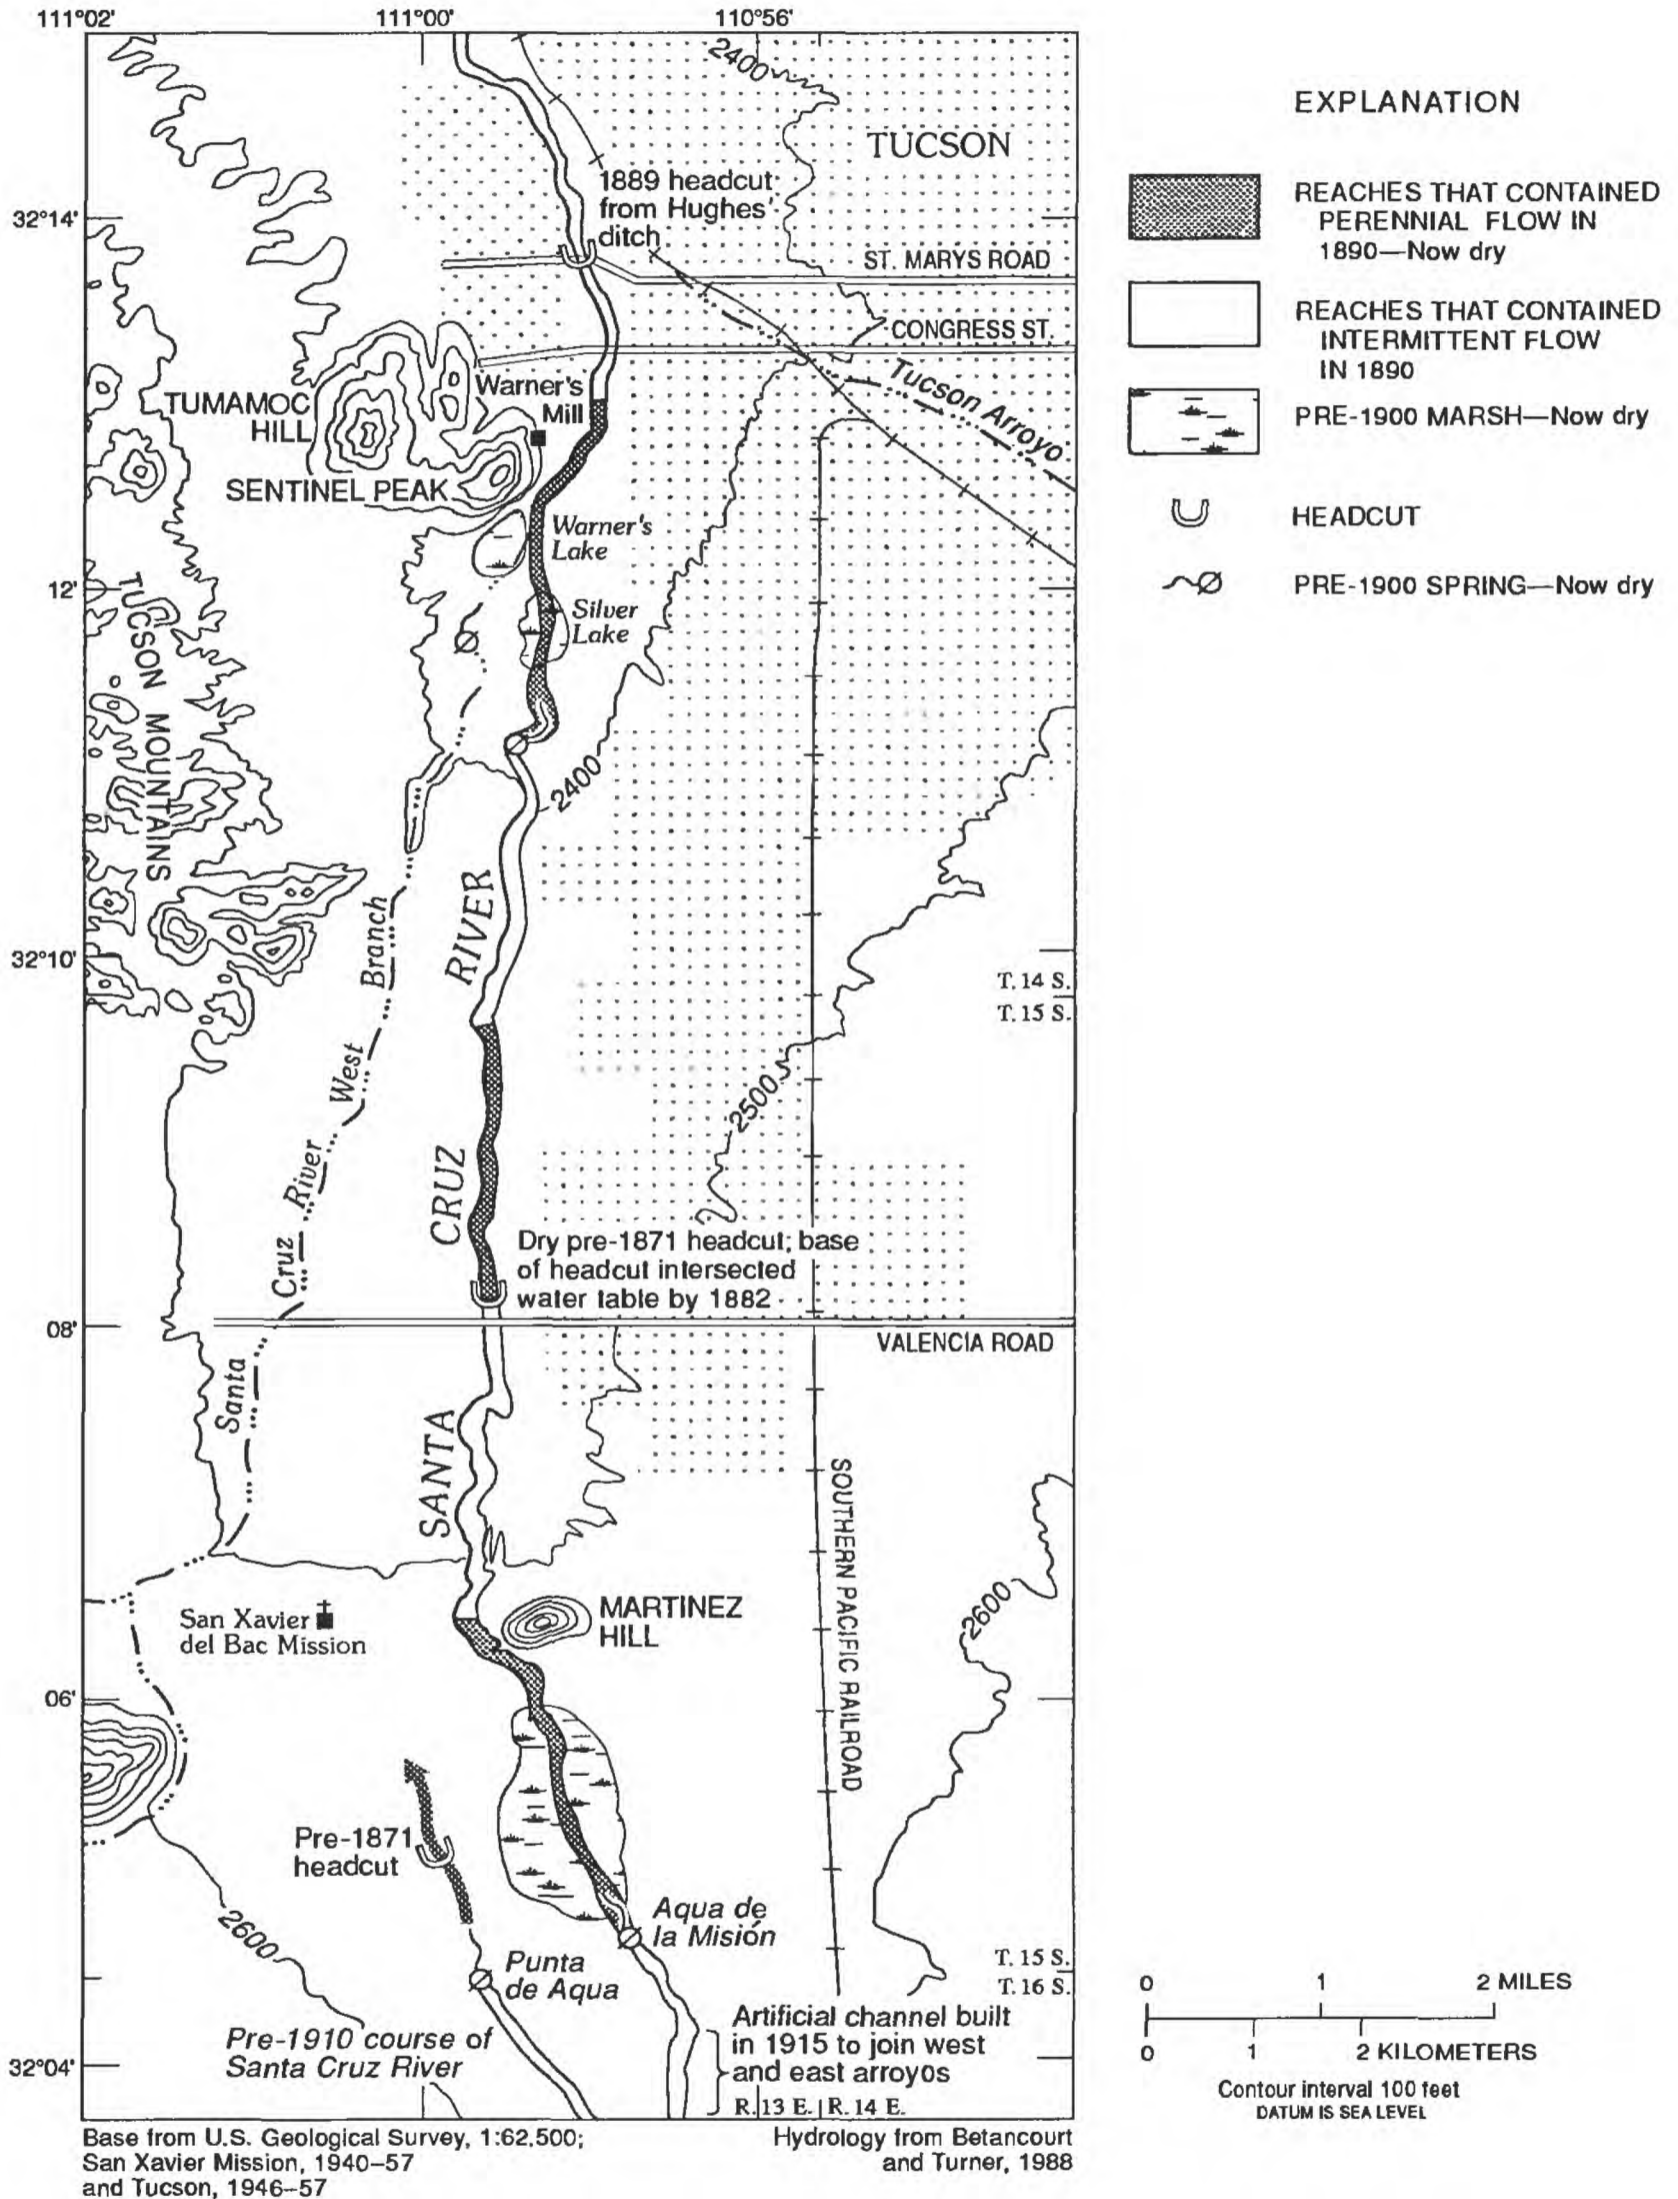 111°02'
111°00'
110°56'
2400
TUCSON
1889 headcut
from Hughes'
ditch
32°14'
ST. MARYS ROAD
CONGRESS ST.
Tucson Arroyo
Warner's
Mill
TUMAMOC
HILL
SENTINEL PEAK
Warner's
Lake
12'
Silver
Lake
TUCSON MOUNTAINS
2400
32°10'
T. 14 S.
T. 15 S.
2500
SANTA CRUZ RIVER
Santa Cruz River West Branch
Dry pre-1871 headcut; base
of headcut intersected
water table by 1882
08'
VALENCIA ROAD
SOUTHERN PACIFIC RAILROAD
San Xavier
del Bac Mission
MARTINEZ
HILL
2600
06'
Pre-1871
headcut
Aqua de
la Misión
2600
Punta
de Aqua
T. 15 S.
T. 16 S.
Pre-1910 course of
Santa Cruz River
Artificial channel built
in 1915 to join west
and east arroyos
32°04'
R. 13 E. R. 14 E.
Base from U.S. Geological Survey, 1:62,500;
San Xavier Mission, 1940–57
and Tucson, 1946–57
Hydrology from Betancourt
and Turner, 1988
EXPLANATION
REACHES THAT CONTAINED
PERENNIAL FLOW IN
1890—Now dry
REACHES THAT CONTAINED
INTERMITTENT FLOW
IN 1890
PRE-1900 MARSH—Now dry
HEADCUT
PRE-1900 SPRING—Now dry
0 1 2 MILES
0 1 2 KILOMETERS
Contour interval 100 feet
DATUM IS SEA LEVEL